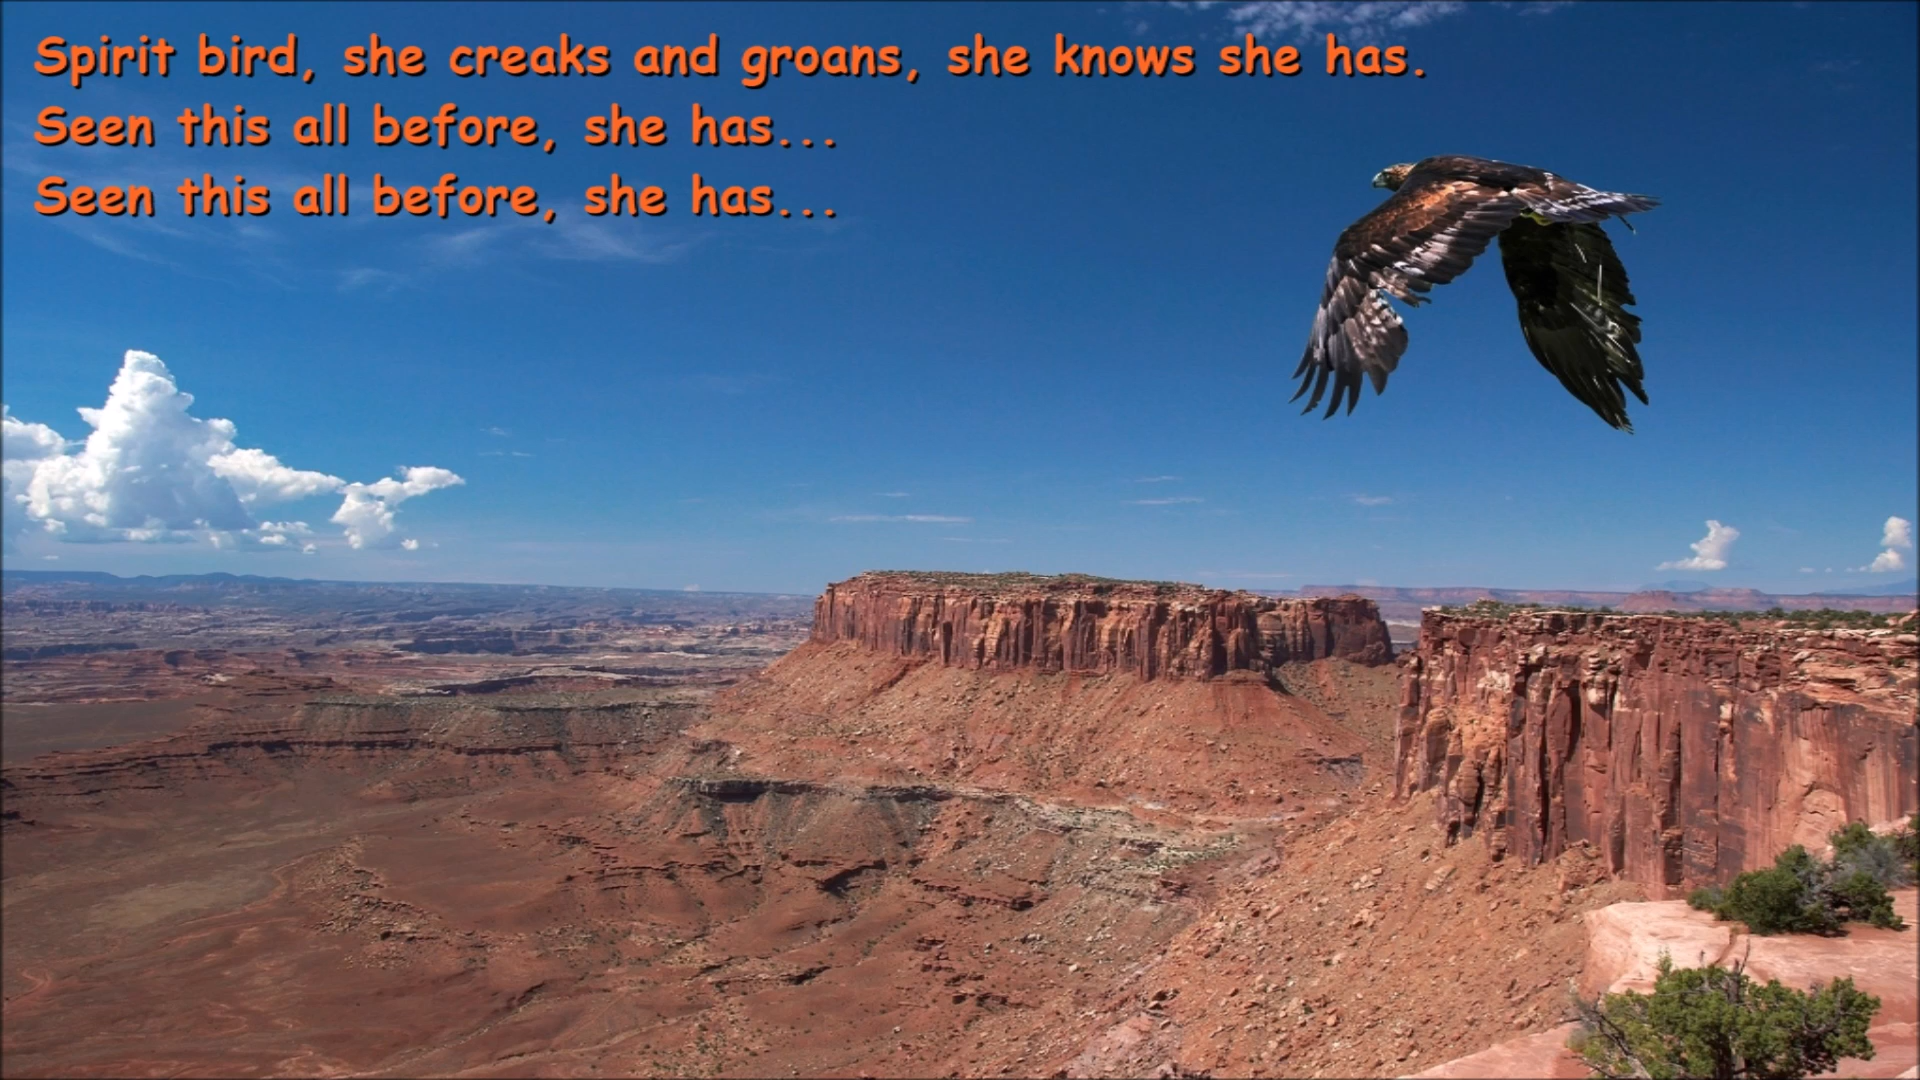 Spirit bird, she creaks and groans, she knows she has.
Seen this all before, she has...
Seen this all before, she has...